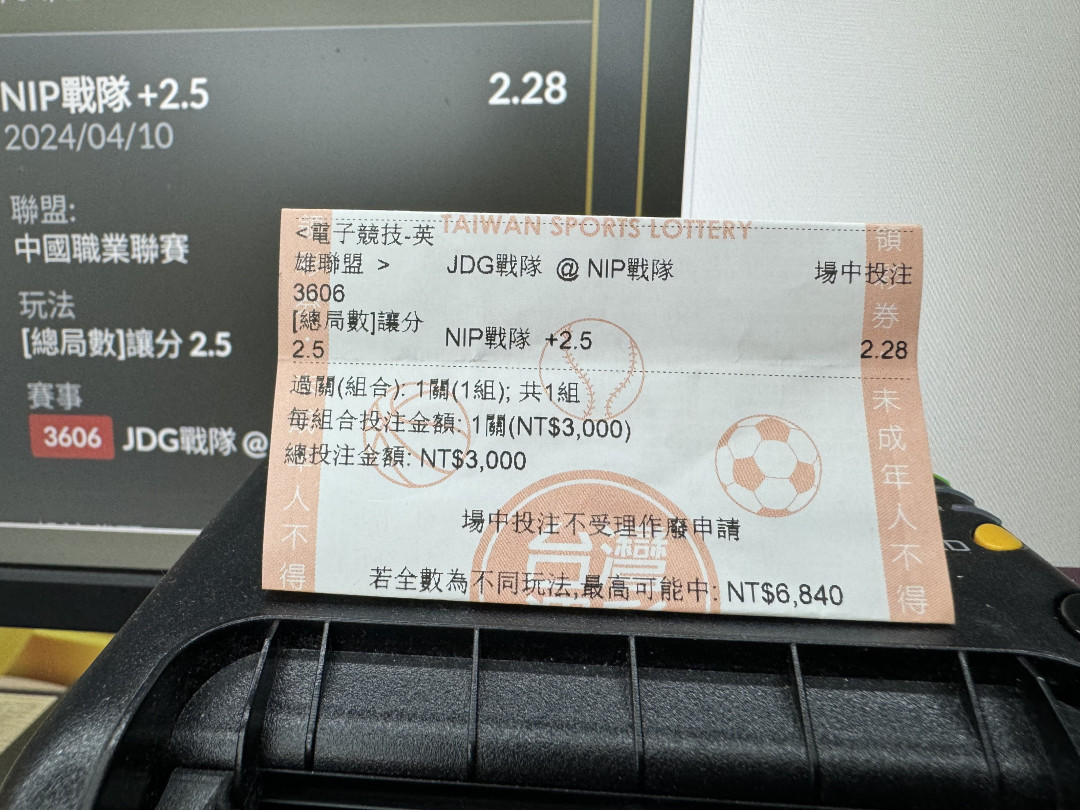 NIP戰隊 +2.5 2.28
2024/04/10
聯盟:
中國職業聯賽
玩法
[總局數]讓分 2.5
賽事
3606 JDG戰隊 @
TAIWAN SPORTS LOTTERY
<電子競技-英
雄聯盟 > JDG戰隊 @ NIP戰隊 場中投注
3606
[總局數]讓分
2.5 NIP戰隊 +2.5 2.28
過關(組合): 1關(1組); 共1組
每組合投注金額: 1關(NT$3,000)
總投注金額: NT$3,000
場中投注不受理作廢申請
若全數為不同玩法,最高可能中: NT$6,840
台灣
人不得
領
券
未成年人不得